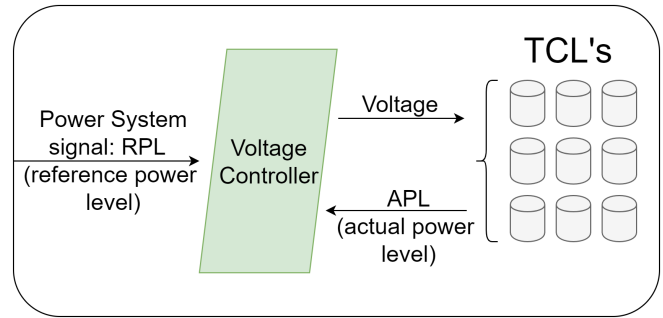 TCL's
Power System
signal: RPL
(reference power
level)
Voltage
Controller
Voltage
APL
(actual power
level)